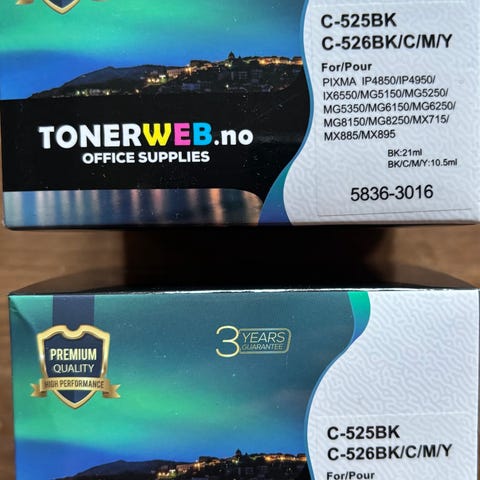 C-525BK
C-526BK/C/M/Y
For/Pour
PIXMA IP4850/IP4950/
IX6550/MG5150/MG5250/
MG5350/MG6150/MG6250/
MG8150/MG8250/MX715/
MX885/MX895
BK:21ml
BK/C/M/Y:10.5ml
5836-3016
TONERWEB.no
OFFICE SUPPLIES
3 YEARS
GUARANTEE
PREMIUM
QUALITY
HIGH PERFORMANCE
C-525BK
C-526BK/C/M/Y
For/Pour